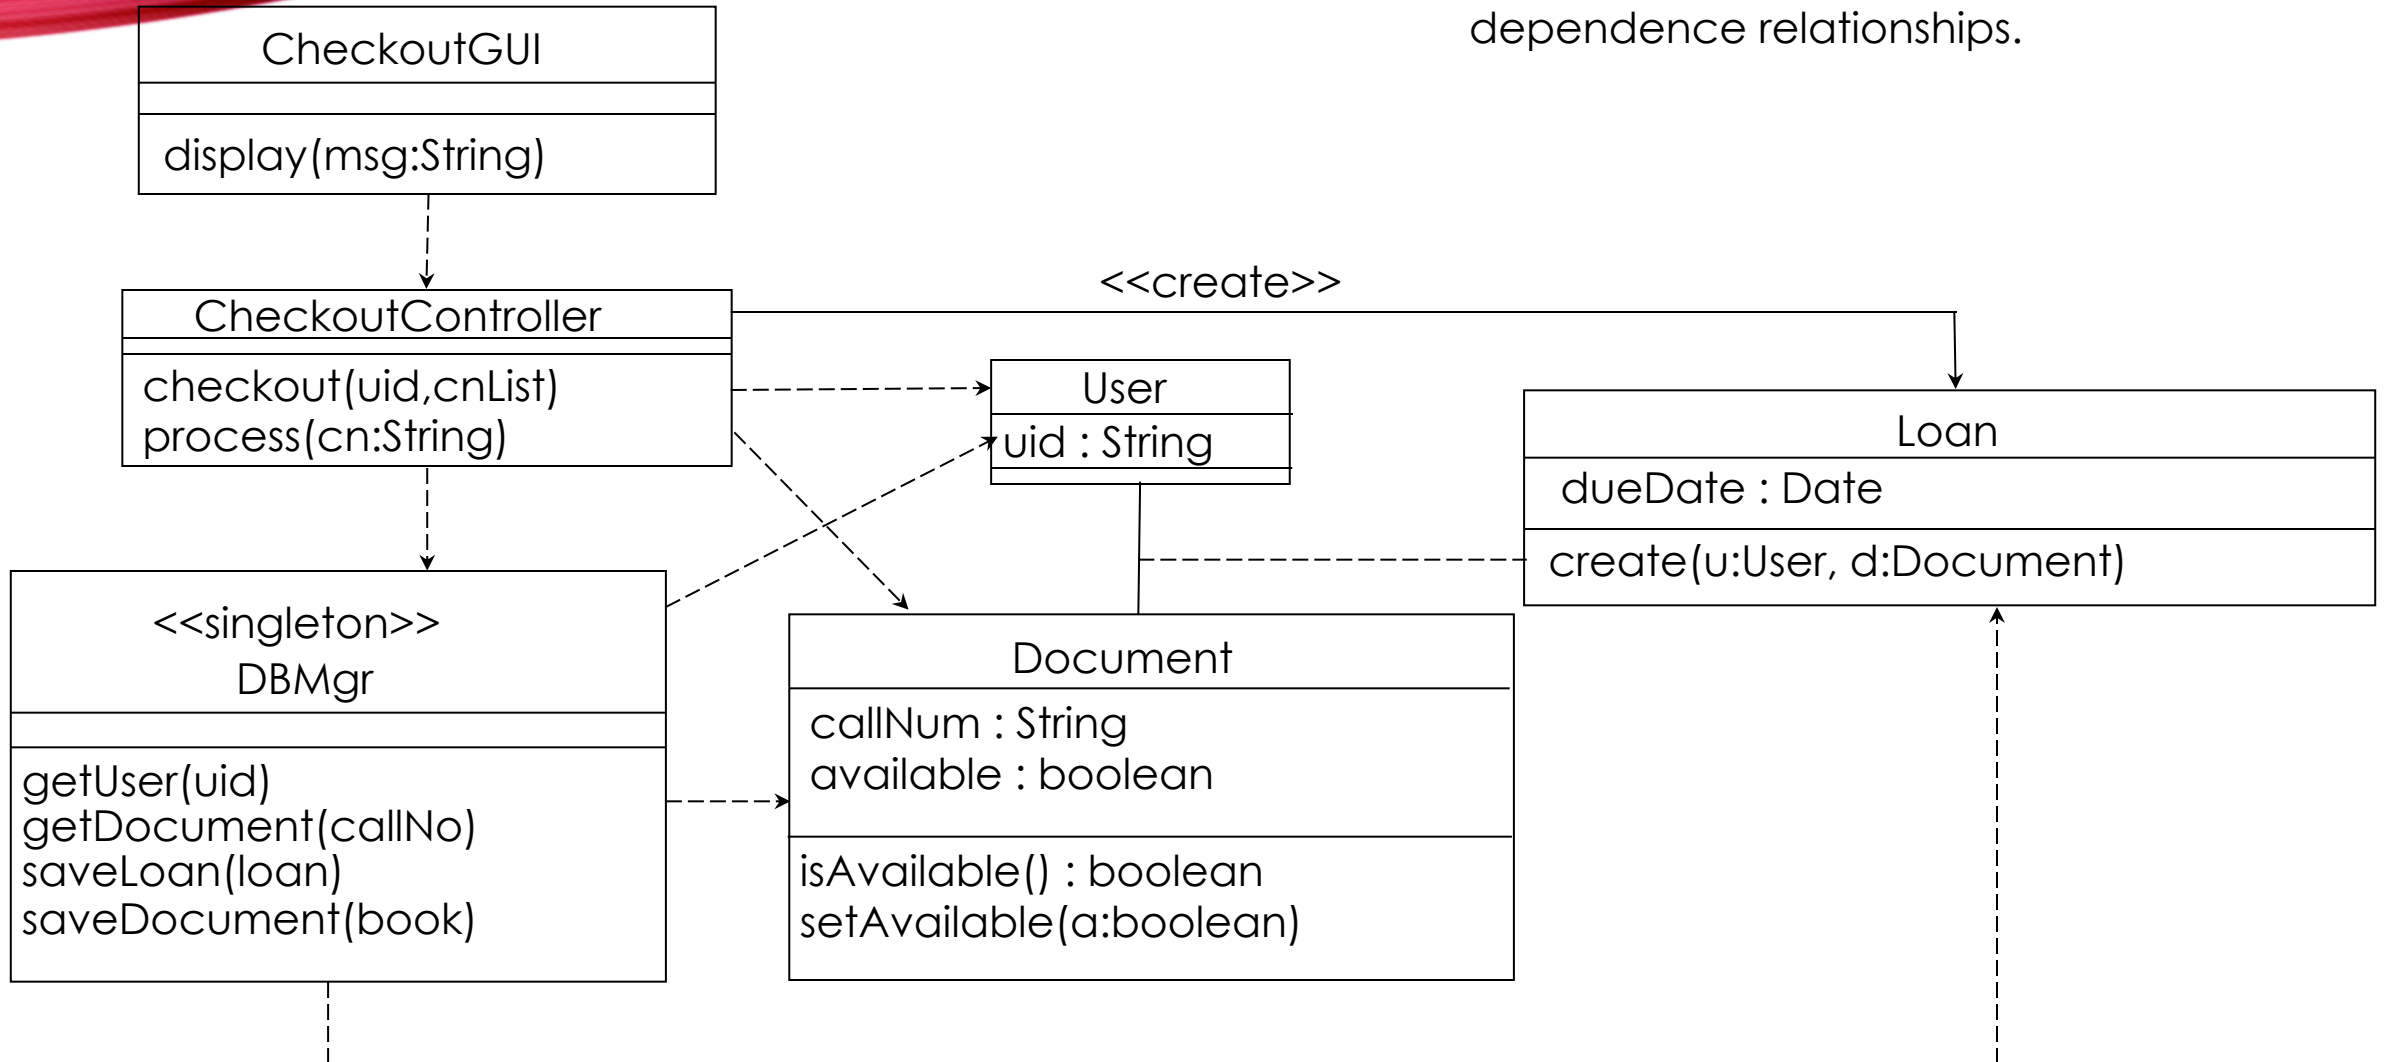 dependence relationships.
CheckoutGUI
display(msg:String)
<<create>>
CheckoutController
checkout(uid,cnList)
process(cn:String)
User
uid : String
Loan
dueDate : Date
create(u:User, d:Document)
<<singleton>>
DBMgr
getUser(uid)
getDocument(callNo)
saveLoan(loan)
saveDocument(book)
Document
callNum : String
available : boolean
isAvailable() : boolean
setAvailable(a:boolean)